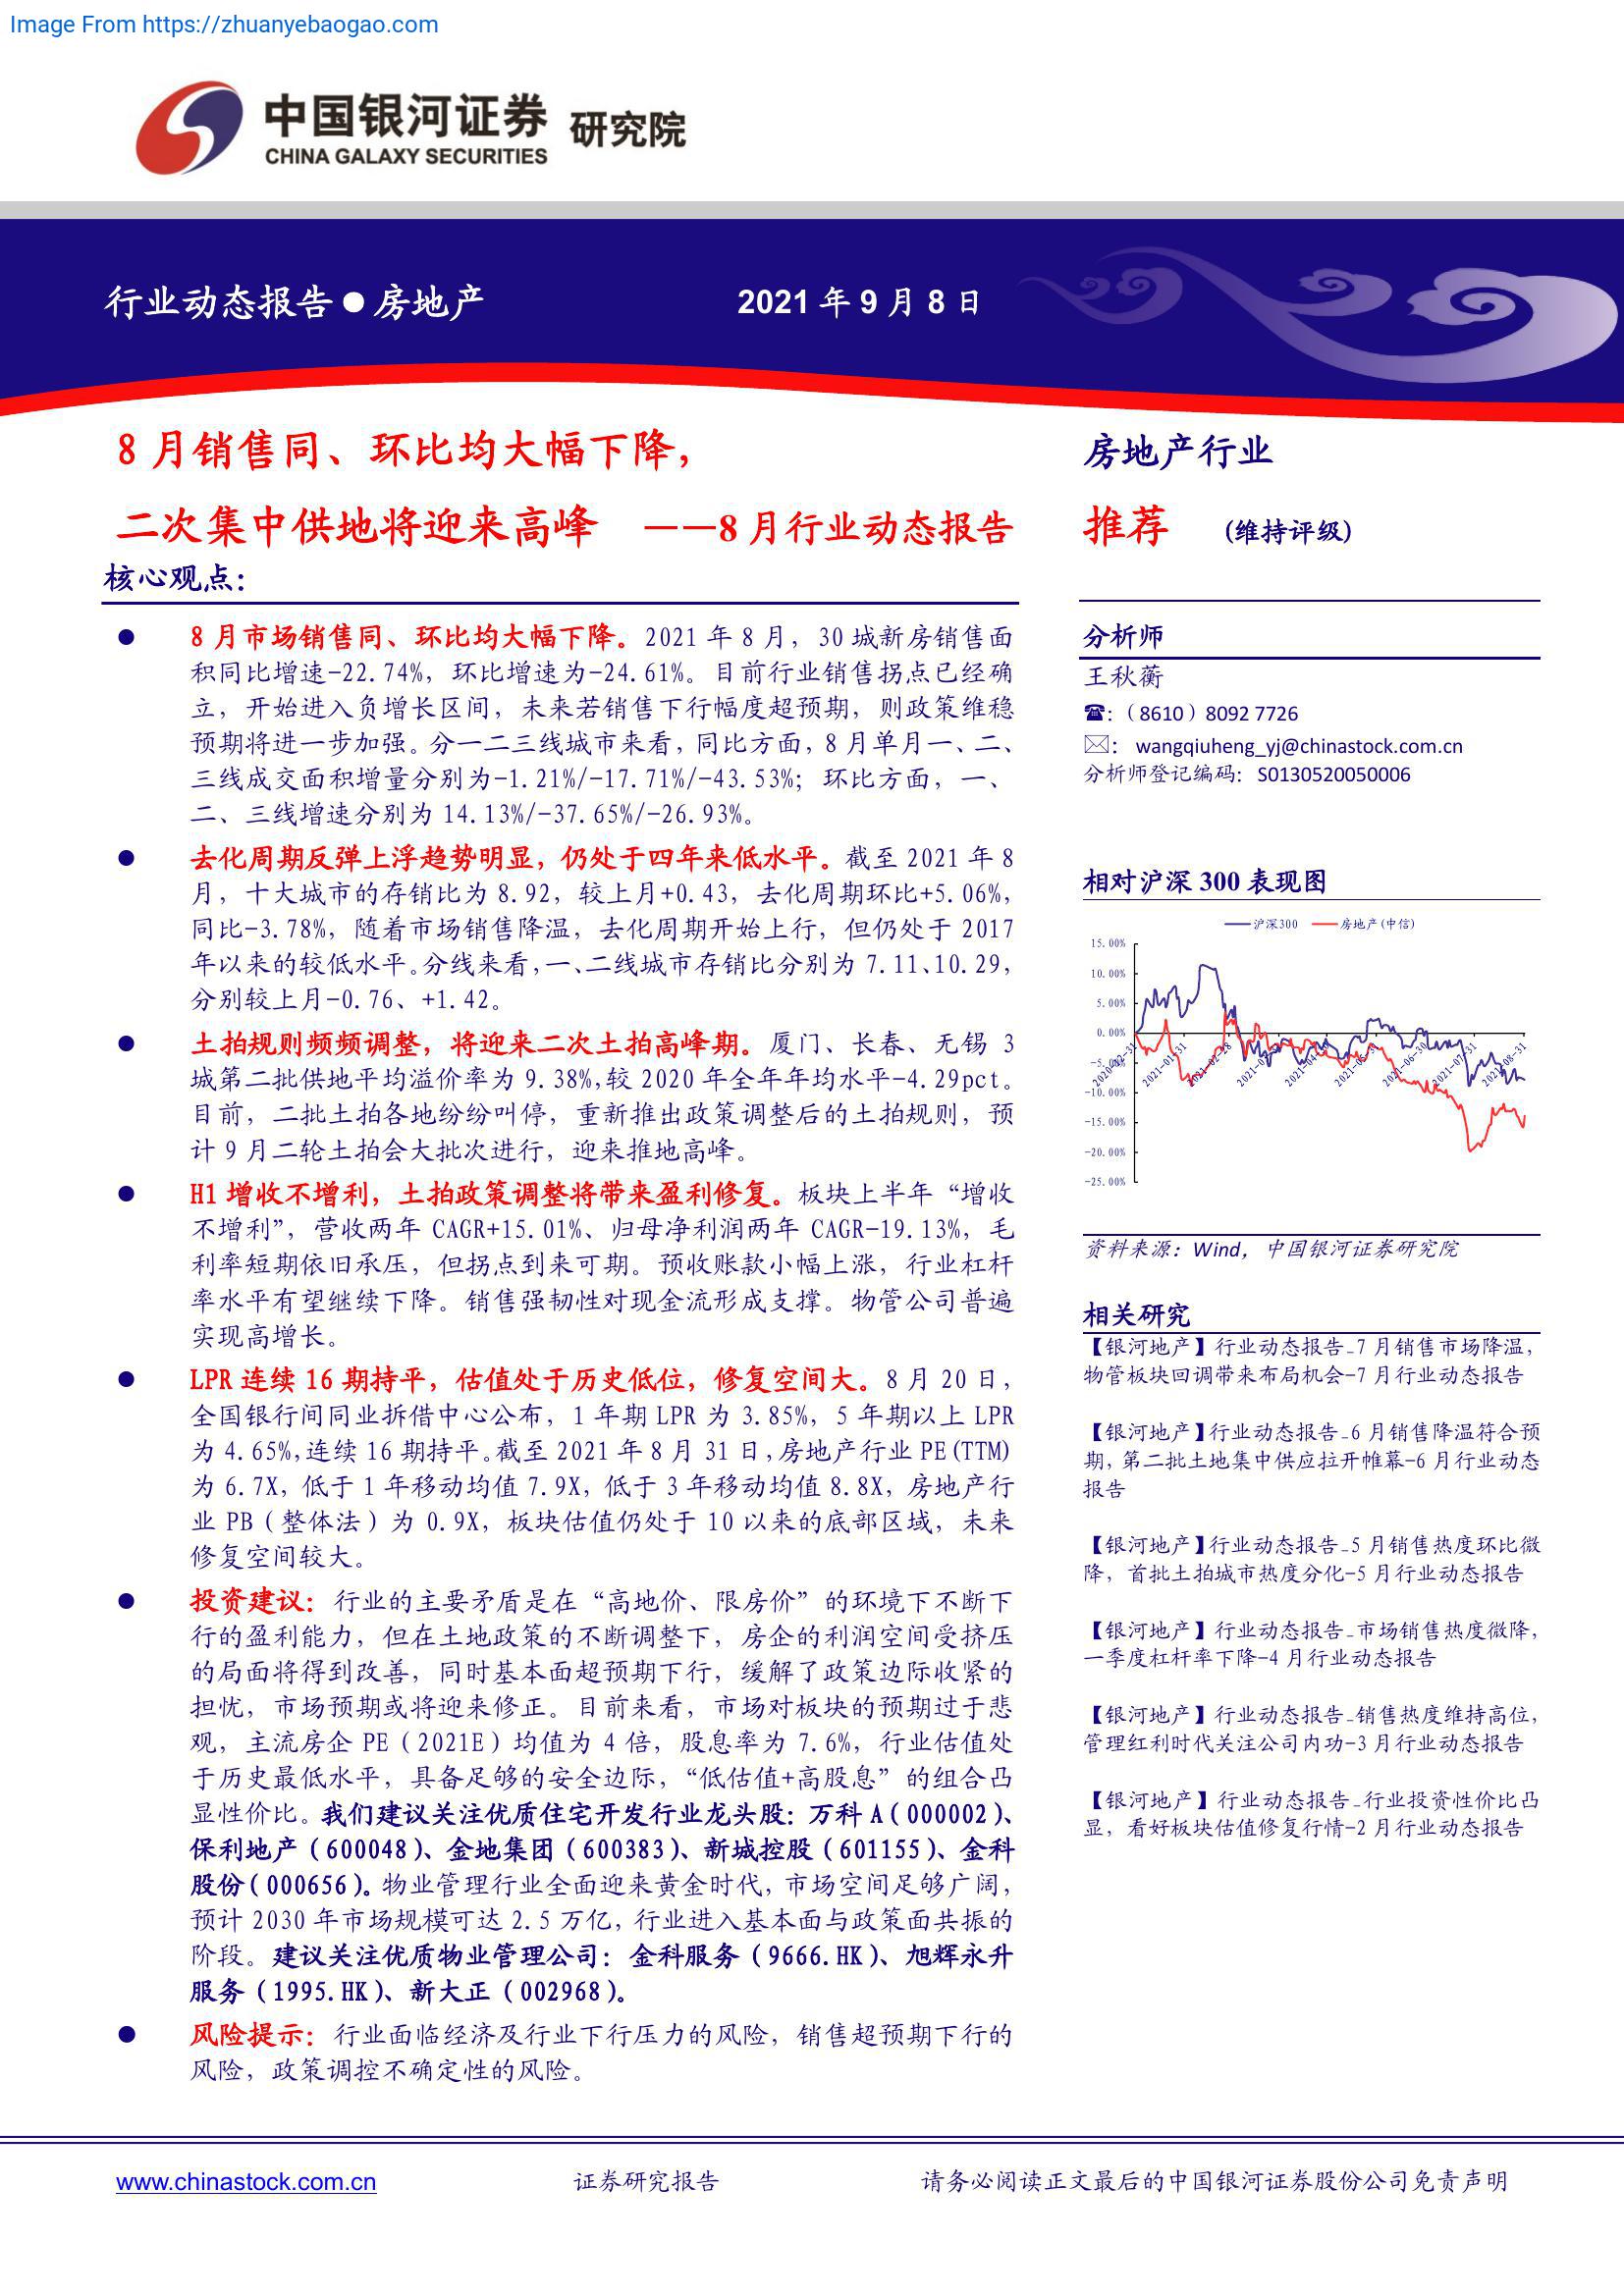 Image From https://zhuanyebaogao.com
中国银河证券 研究院
CHINA GALAXY SECURITIES
行业动态报告●房地产
2021 年 9 月 8 日
8 月销售同、环比均大幅下降，
二次集中供地将迎来高峰 ——8 月行业动态报告
核心观点：
● 8 月市场销售同、环比均大幅下降。2021 年 8 月，30 城新房销售面
积同比增速-22.74%，环比增速为-24.61%。目前行业销售拐点已经确
立，开始进入负增长区间，未来若销售下行幅度超预期，则政策维稳
预期将进一步加强。分一二三线城市来看，同比方面，8 月单月一、二、
三线成交面积增量分别为-1.21%/-17.71%/-43.53%；环比方面，一、
二、三线增速分别为 14.13%/-37.65%/-26.93%。
● 去化周期反弹上浮趋势明显，仍处于四年来低水平。截至 2021 年 8
月，十大城市的存销比为 8.92，较上月+0.43，去化周期环比+5.06%，
同比-3.78%，随着市场销售降温，去化周期开始上行，但仍处于 2017
年以来的较低水平。分线来看，一、二线城市存销比分别为 7.11、10.29，
分别较上月-0.76、+1.42。
● 土拍规则频频调整，将迎来二次土拍高峰期。厦门、长春、无锡 3
城第二批供地平均溢价率为 9.38%，较 2020 年全年年均水平-4.29pct。
目前，二批土拍各地纷纷叫停，重新推出政策调整后的土拍规则，预
计 9 月二轮土拍会大批次进行，迎来推地高峰。
● H1 增收不增利，土拍政策调整将带来盈利修复。板块上半年“增收
不增利”，营收两年 CAGR+15.01%、归母净利润两年 CAGR-19.13%，毛
利率短期依旧承压，但拐点到来可期。预收账款小幅上涨，行业杠杆
率水平有望继续下降。销售强韧性对现金流形成支撑。物管公司普遍
实现高增长。
● LPR 连续 16 期持平，估值处于历史低位，修复空间大。8 月 20 日，
全国银行间同业拆借中心公布，1 年期 LPR 为 3.85%，5 年期以上 LPR
为 4.65%，连续 16 期持平。截至 2021 年 8 月 31 日，房地产行业 PE(TTM)
为 6.7X，低于 1 年移动均值 7.9X，低于 3 年移动均值 8.8X，房地产行
业 PB（整体法）为 0.9X，板块估值仍处于 10 以来的底部区域，未来
修复空间较大。
● 投资建议：行业的主要矛盾是在“高地价、限房价”的环境下不断下
行的盈利能力，但在土地政策的不断调整下，房企的利润空间受挤压
的局面将得到改善，同时基本面超预期下行，缓解了政策边际收紧的
担忧，市场预期或将迎来修正。目前来看，市场对板块的预期过于悲
观，主流房企 PE（2021E）均值为 4 倍，股息率为 7.6%，行业估值处
于历史最低水平，具备足够的安全边际，“低估值+高股息”的组合凸
显性价比。我们建议关注优质住宅开发行业龙头股：万科 A（000002）、
保利地产（600048）、金地集团（600383）、新城控股（601155）、金科
股份（000656）。物业管理行业全面迎来黄金时代，市场空间足够广阔，
预计 2030 年市场规模可达 2.5 万亿，行业进入基本面与政策面共振的
阶段。建议关注优质物业管理公司：金科服务（9666.HK）、旭辉永升
服务（1995.HK）、新大正（002968）。
● 风险提示：行业面临经济及行业下行压力的风险，销售超预期下行的
风险，政策调控不确定性的风险。
房地产行业
推荐 (维持评级)
分析师
王秋蘅
☎:（8610）8092 7726
✉: wangqiuheng_yj@chinastock.com.cn
分析师登记编码：S0130520050006
相对沪深 300 表现图
沪深300 房地产(中信)
15.00%
10.00%
5.00%
0.00%
-5.00%
-10.00%
-15.00%
-20.00%
-25.00%
2020-12-31
2021-01-31
2021-02-28
2021-06-30
2021-07-31
2021-08-31
资料来源：Wind，中国银河证券研究院
相关研究
【银河地产】行业动态报告_7 月销售市场降温，
物管板块回调带来布局机会-7 月行业动态报告
【银河地产】行业动态报告_6 月销售降温符合预
期，第二批土地集中供应拉开帷幕-6 月行业动态
报告
【银河地产】行业动态报告_5 月销售热度环比微
降，首批土拍城市热度分化-5 月行业动态报告
【银河地产】行业动态报告_市场销售热度微降，
一季度杠杆率下降-4 月行业动态报告
【银河地产】行业动态报告_销售热度维持高位，
管理红利时代关注公司内功-3 月行业动态报告
【银河地产】行业动态报告_行业投资性价比凸
显，看好板块估值修复行情-2 月行业动态报告
www.chinastock.com.cn
证券研究报告
请务必阅读正文最后的中国银河证券股份公司免责声明